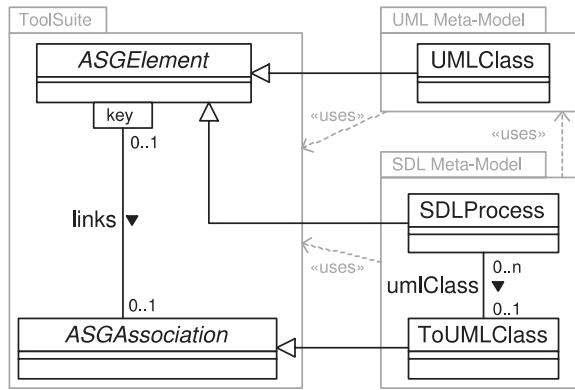 ToolSuite
UML Meta-Model
ASGElement
UMLClass
key
0..1
«uses»
«uses»
SDL Meta-Model
SDLProcess
links ▼
0..n
«uses»
umlClass ▼
0..1
0..1
ASGAssociation
ToUMLClass